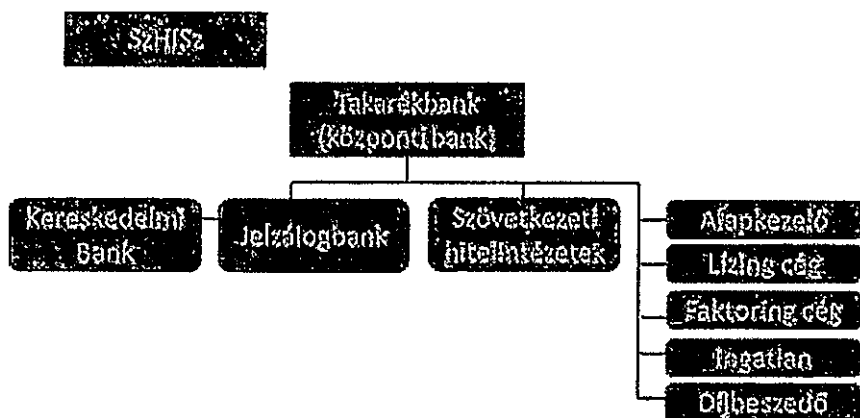 SZHISZ
Takarékbank
(központi bank)
Kereskedelmi
Bank
Jelzálogbank
Szövetkezeti
hitelintézetek
Alapkezelő
Lízing cég
Faktoring cég
Ingatlan
Díjbeszedő